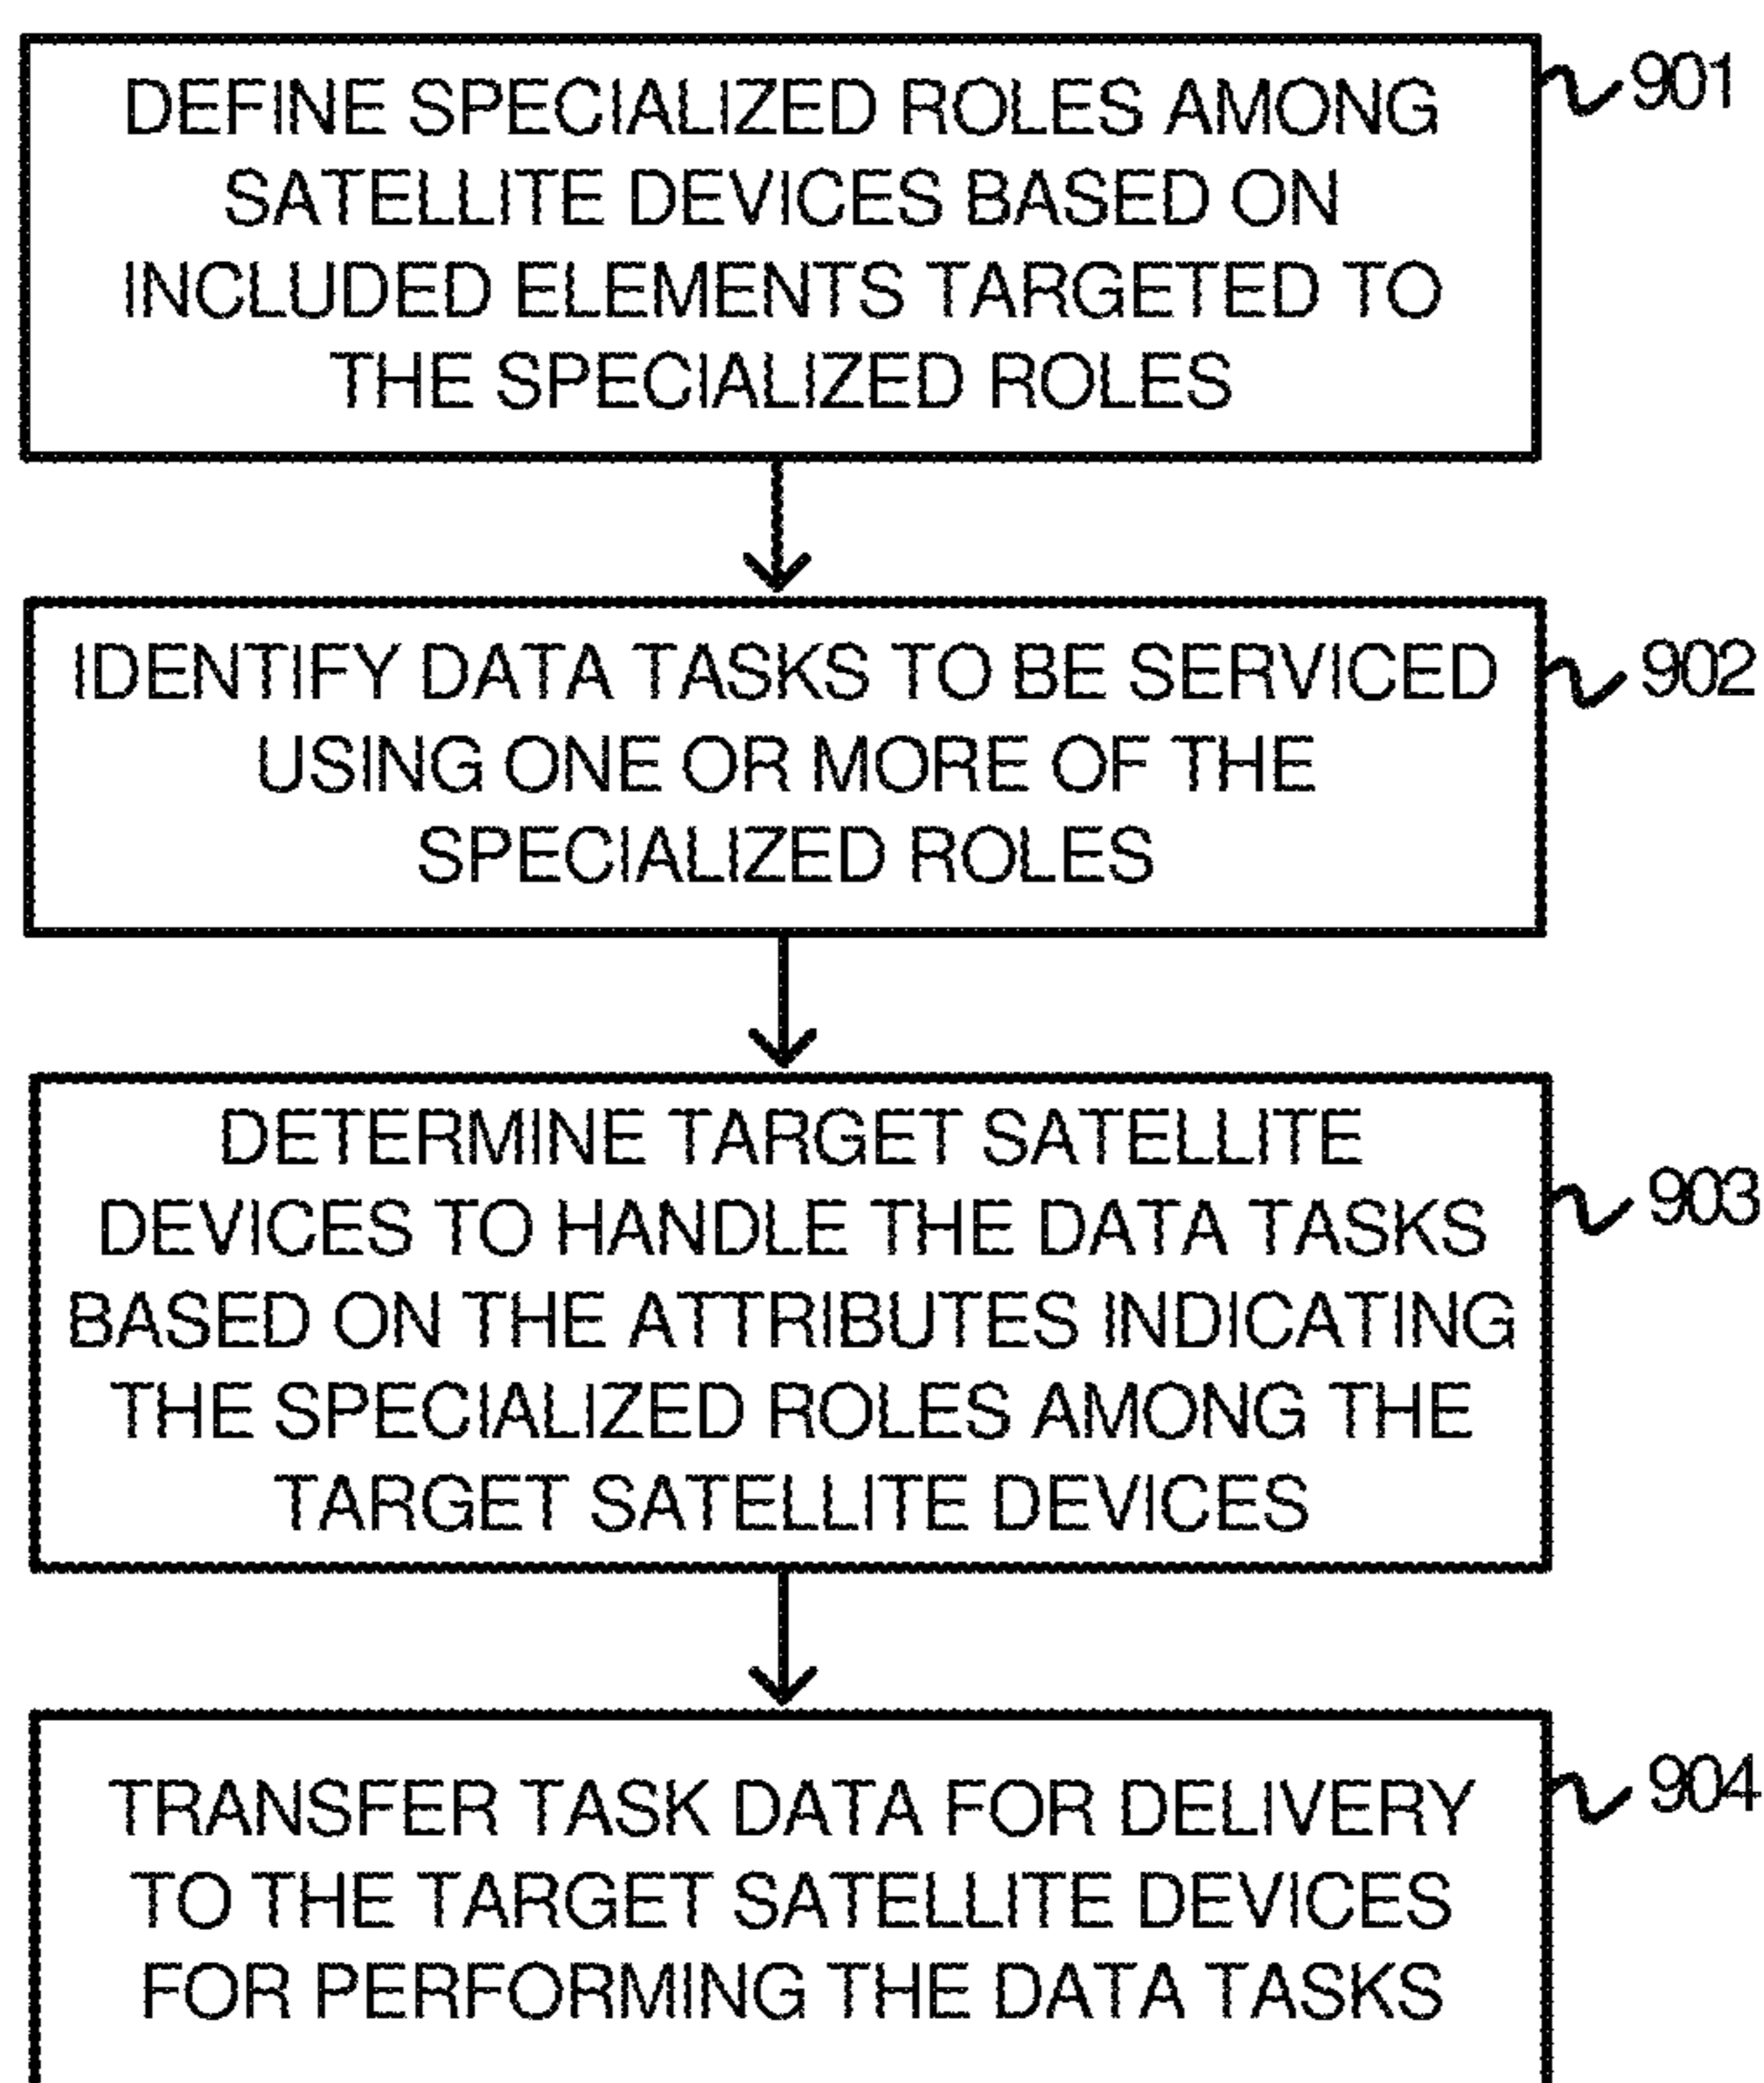 DEFINE SPECIALIZED ROLES AMONG
SATELLITE DEVICES BASED ON
INCLUDED ELEMENTS TARGETED TO
THE SPECIALIZED ROLES
901
IDENTIFY DATA TASKS TO BE SERVICED
USING ONE OR MORE OF THE
SPECIALIZED ROLES
902
DETERMINE TARGET SATELLITE
DEVICES TO HANDLE THE DATA TASKS
BASED ON THE ATTRIBUTES INDICATING
THE SPECIALIZED ROLES AMONG THE
TARGET SATELLITE DEVICES
903
TRANSFER TASK DATA FOR DELIVERY
TO THE TARGET SATELLITE DEVICES
FOR PERFORMING THE DATA TASKS
904